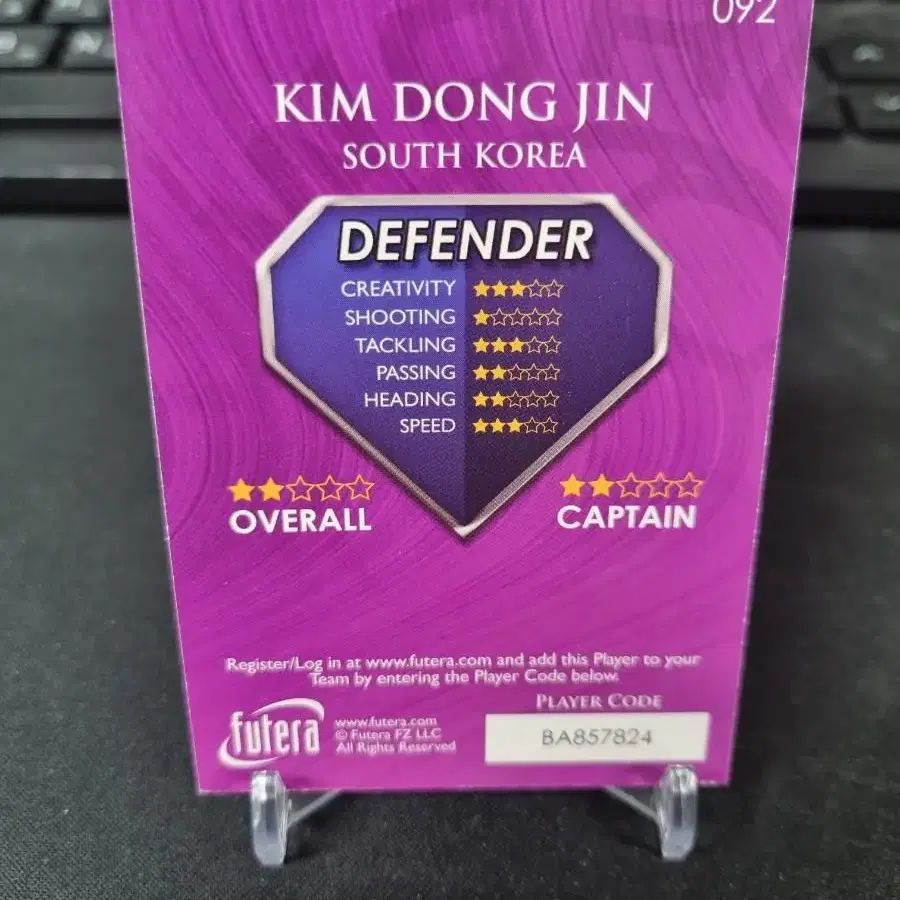 092
KIM DONG JIN
SOUTH KOREA
DEFENDER
CREATIVITY
SHOOTING
TACKLING
PASSING
HEADING
SPEED
OVERALL
CAPTAIN
Register/Log in at www.futera.com and add this Player to your
Team by entering the Player Code below.
PLAYER CODE
futera
www.futera.com
© Futera FZ LLC
All Rights Reserved
BA857824